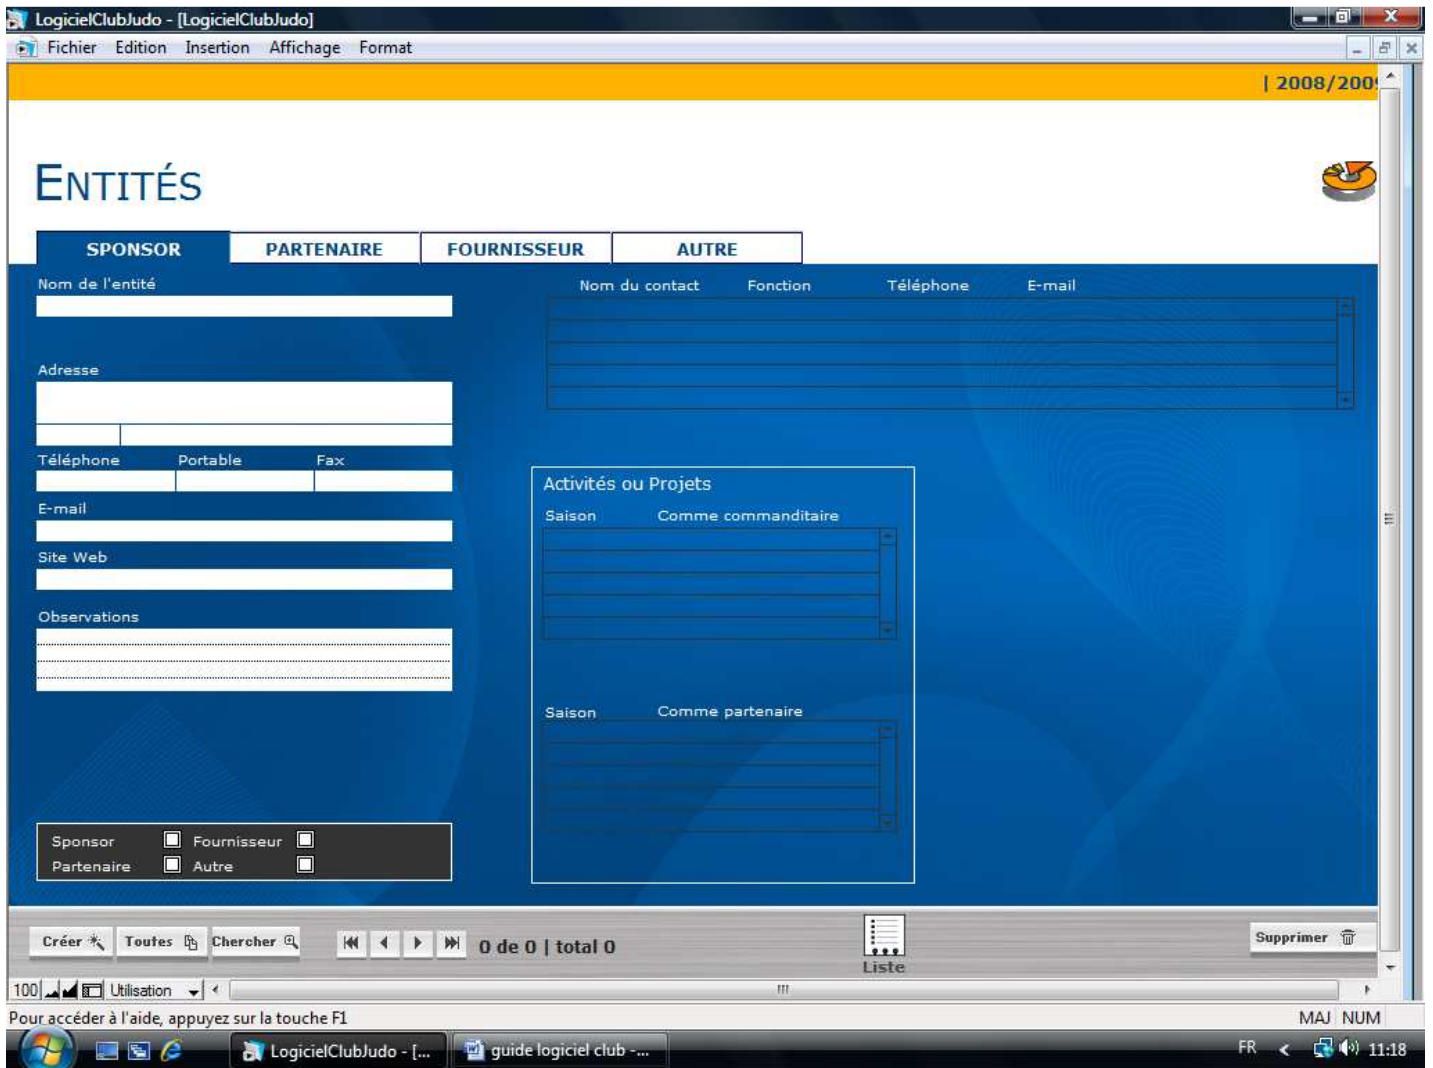 LogicielClubJudo - [LogicielClubJudo]
Fichier Edition Insertion Affichage Format
| 2008/2009
ENTITÉS
SPONSOR PARTENAIRE FOURNISSEUR AUTRE
Nom de l'entité
Nom du contact Fonction Téléphone E-mail
Adresse
Téléphone Portable Fax
E-mail
Site Web
Observations
Activités ou Projets
Saison Comme commanditaire
Saison Comme partenaire
Sponsor Fournisseur
Partenaire Autre
Créer Toutes Chercher 0 de 0 | total 0 Liste Supprimer
100 Utilisation
Pour accéder à l'aide, appuyez sur la touche F1 MAJ NUM
LogicielClubJudo - [... guide logiciel club -... FR 11:18